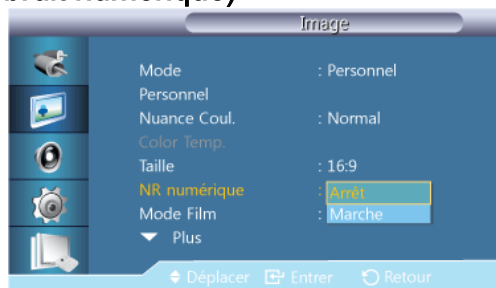 Image
Mode : Personnel
Personnel
Nuance Coul. : Normal
Color Temp.
Taille : 16:9
NR numérique : Arrêt
Mode Film : Marche
Plus
Déplacer Entrer Retour